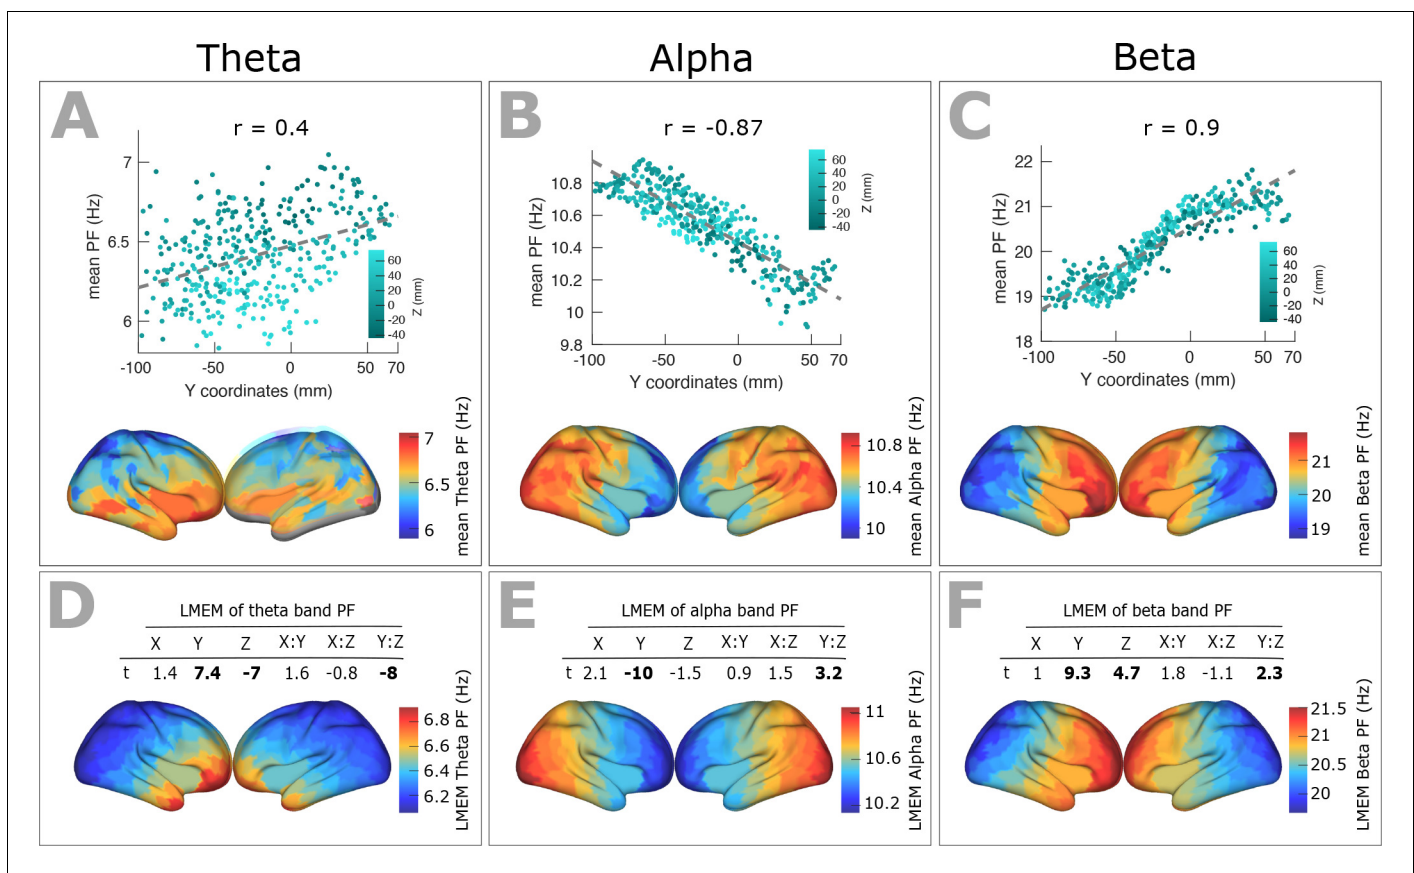 Theta
Alpha
Beta
A
r = 0.4
mean PF (Hz)
7
6.5
6
-100
-50
0
50
70
Y coordinates (mm)
60
40
20
0
-20
-40
Z (mm)
7
6.5
6
mean Theta PF (Hz)
B
r = -0.87
mean PF (Hz)
10.8
10.6
10.4
10.2
10
9.8
-100
-50
0
50
70
Y coordinates (mm)
60
40
20
0
-20
-40
Z (mm)
10.8
10.4
10
mean Alpha PF (Hz)
C
r = 0.9
mean PF (Hz)
22
21
20
19
18
-100
-50
0
50
70
Y coordinates (mm)
60
40
20
0
-20
-40
Z (mm)
21
20
19
mean Beta PF (Hz)
D
LMEM of theta band PF
X Y Z X:Y X:Z Y:Z
t 1.4 7.4 -7 1.6 -0.8 -8
6.8
6.6
6.4
6.2
LMEM Theta PF (Hz)
E
LMEM of alpha band PF
X Y Z X:Y X:Z Y:Z
t 2.1 -10 -1.5 0.9 1.5 3.2
11
10.6
10.2
LMEM Alpha PF (Hz)
F
LMEM of beta band PF
X Y Z X:Y X:Z Y:Z
t 1 9.3 4.7 1.8 -1.1 2.3
21.5
21
20.5
20
LMEM Beta PF (Hz)